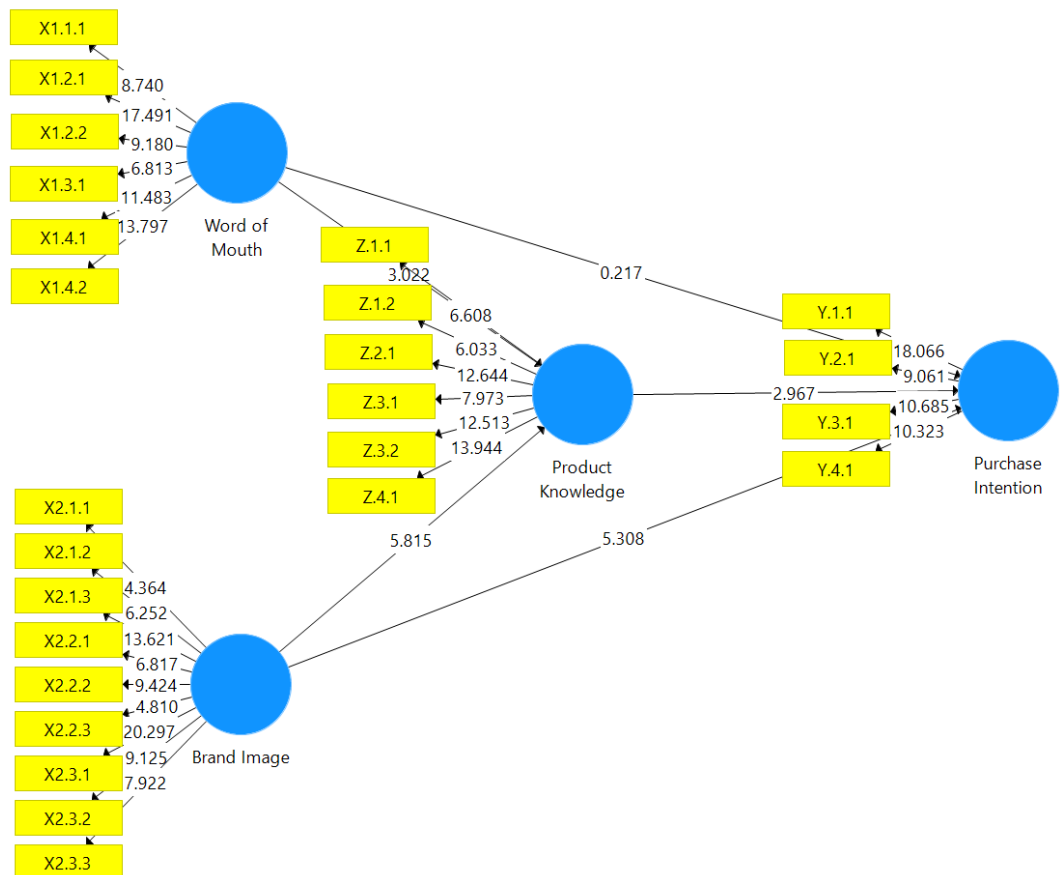 X1.1.1
X1.2.1
X1.2.2
X1.3.1
X1.4.1
X1.4.2
8.740
17.491
9.180
6.813
11.483
13.797
Word of
Mouth
Z.1.1
Z.1.2
Z.2.1
Z.3.1
Z.3.2
Z.4.1
3.022
6.608
6.033
12.644
7.973
12.513
13.944
Product
Knowledge
0.217
2.967
5.815
5.308
Y.1.1
Y.2.1
Y.3.1
Y.4.1
18.066
9.061
10.685
10.323
Purchase
Intention
X2.1.1
X2.1.2
X2.1.3
X2.2.1
X2.2.2
X2.2.3
X2.3.1
X2.3.2
X2.3.3
4.364
6.252
13.621
6.817
9.424
4.810
20.297
9.125
7.922
Brand Image